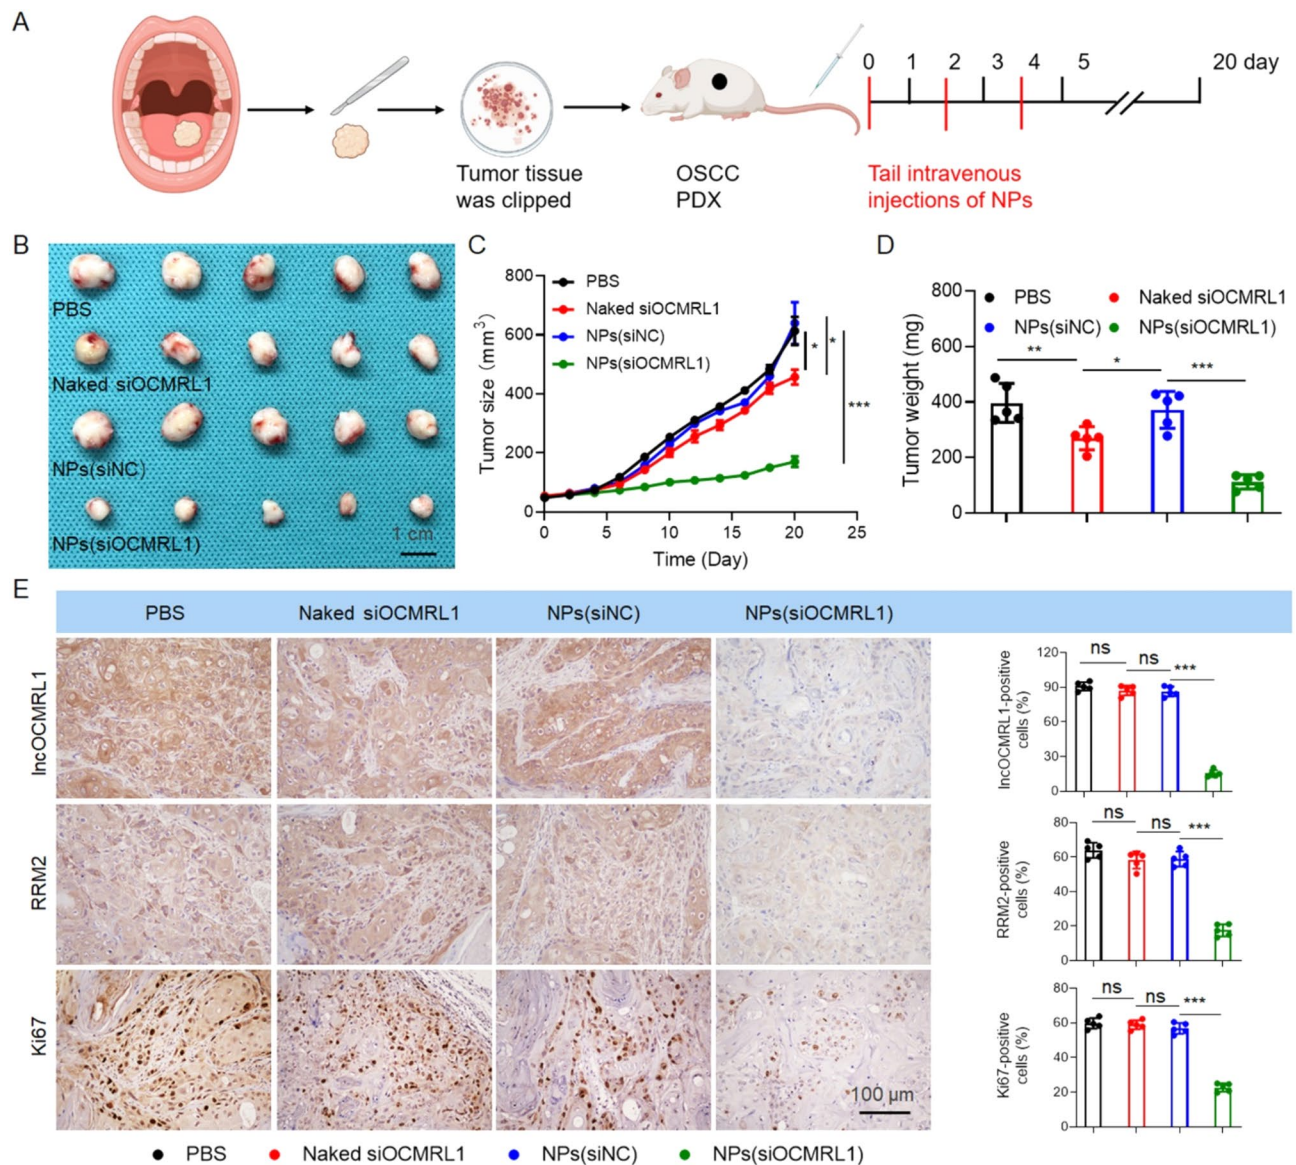 A
0 1 2 3 4 5 20 day
Tumor tissue
was clipped
OSCC
PDX
Tail intravenous
injections of NPs
B
PBS
Naked siOCMRL1
NPs(siNC)
NPs(siOCMRL1)
1 cm
C
PBS
Naked siOCMRL1
NPs(siNC)
NPs(siOCMRL1)
Tumor size (mm³)
800
600
400
200
0
0 5 10 15 20 25
Time (Day)
*
*
***
D
PBS
Naked siOCMRL1
NPs(siNC)
NPs(siOCMRL1)
Tumor weight (mg)
800
600
400
200
0
**
*
***
E
PBS Naked siOCMRL1 NPs(siNC) NPs(siOCMRL1)
lncOCMRL1
RRM2
Ki67
100 µm
lncOCMRL1-positive
cells (%)
120
90
60
30
0
ns
ns
***
RRM2-positive
cells (%)
80
60
40
20
0
ns
ns
***
Ki67-positive
cells (%)
80
60
40
20
0
ns
ns
***
PBS Naked siOCMRL1 NPs(siNC) NPs(siOCMRL1)